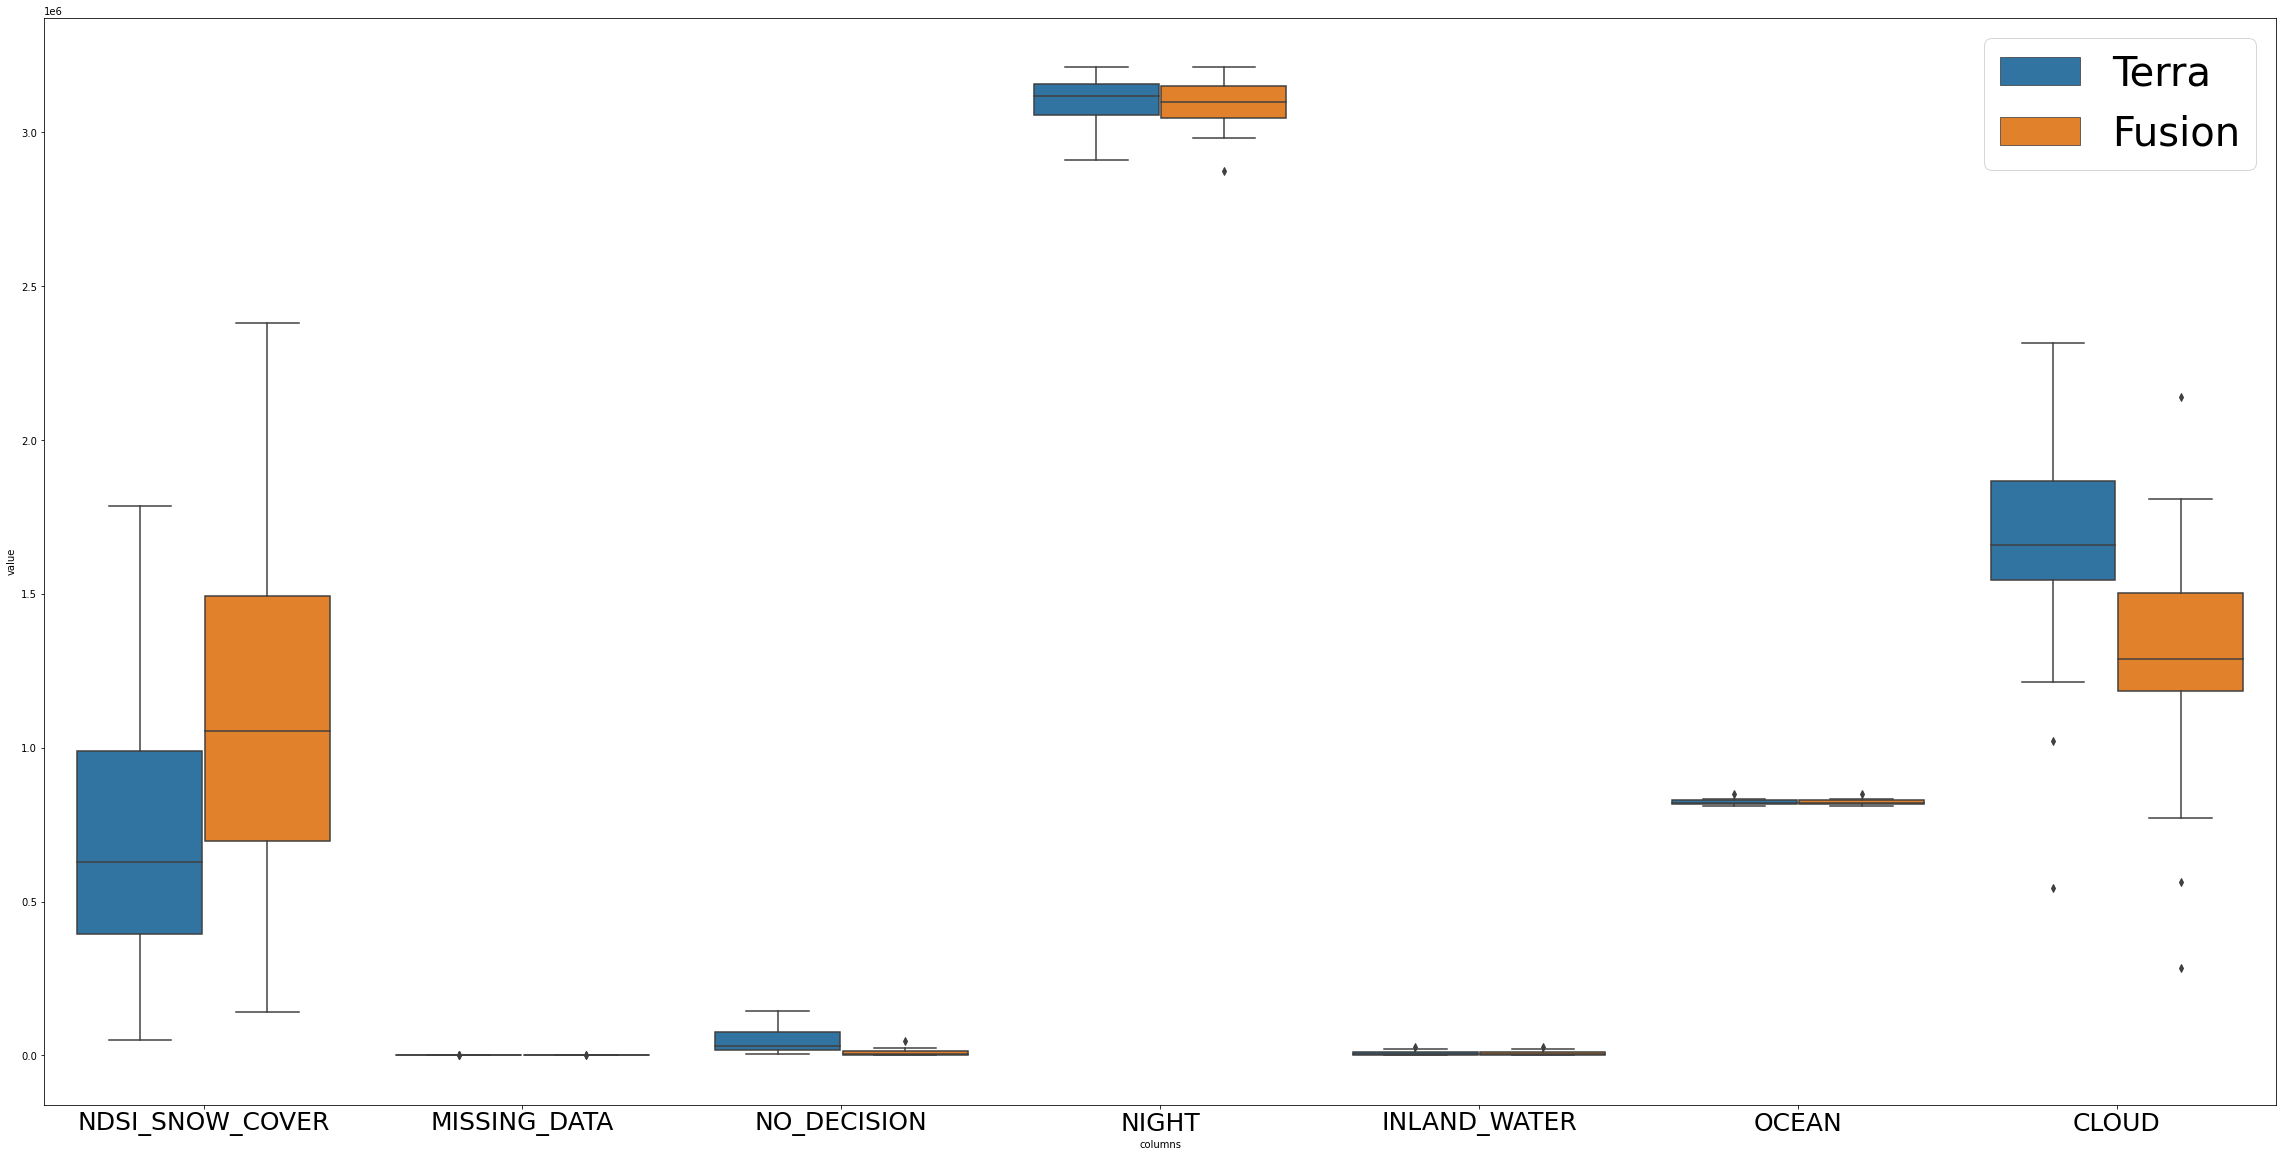 1e6
Terra
Fusion
3.0
2.5
2.0
1.5
1.0
0.5
0.0
value
NDSI_SNOW_COVER MISSING_DATA NO_DECISION NIGHT INLAND_WATER OCEAN CLOUD
columns